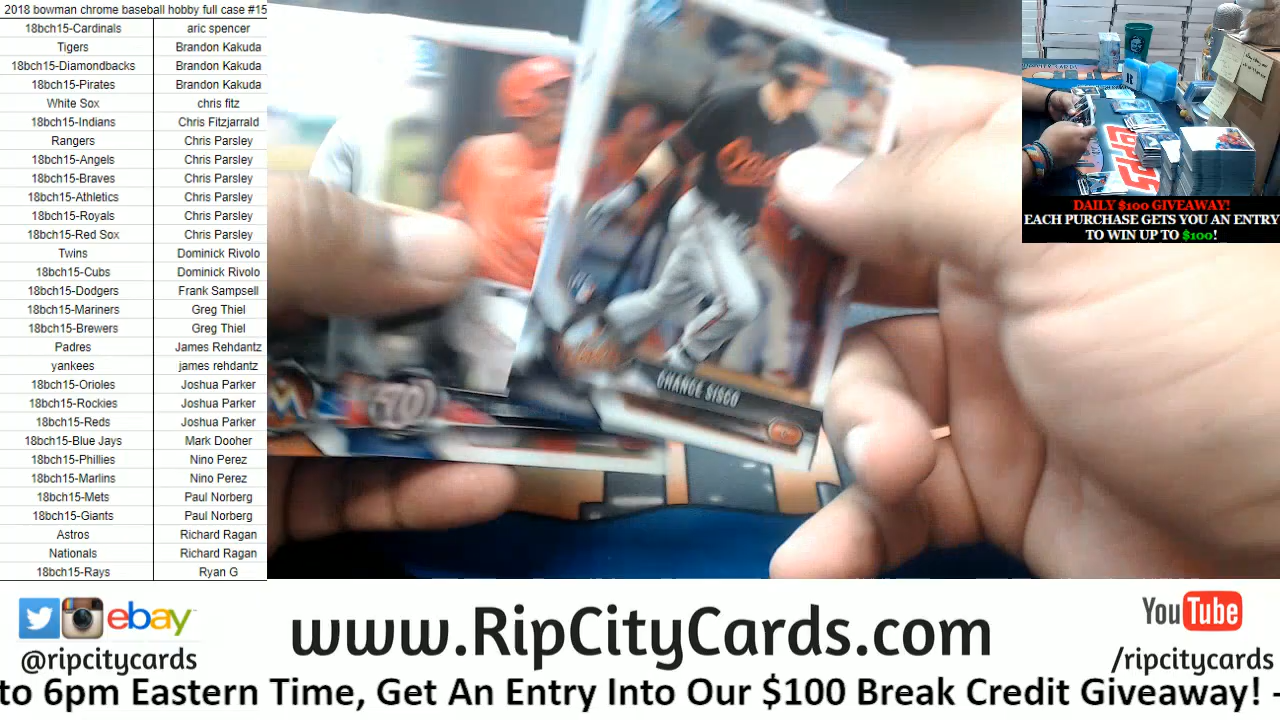 2018 bowman chrome baseball hobby full case #15
18bch15-Cardinals aric spencer
Tigers Brandon Kakuda
18bch15-Diamondbacks Brandon Kakuda
18bch15-Pirates Brandon Kakuda
White Sox chris fitz
18bch15-Indians Chris Fitzjarrald
Rangers Chris Parsley
18bch15-Angels Chris Parsley
18bch15-Braves Chris Parsley
18bch15-Athletics Chris Parsley
18bch15-Royals Chris Parsley
18bch15-Red Sox Chris Parsley
Twins Dominick Rivolo
18bch15-Cubs Dominick Rivolo
18bch15-Dodgers Frank Sampsell
18bch15-Mariners Greg Thiel
18bch15-Brewers Greg Thiel
Padres James Rehdantz
yankees james rehdantz
18bch15-Orioles Joshua Parker
18bch15-Rockies Joshua Parker
18bch15-Reds Joshua Parker
18bch15-Blue Jays Mark Dooher
18bch15-Phillies Nino Perez
18bch15-Marlins Nino Perez
18bch15-Mets Paul Norberg
18bch15-Giants Paul Norberg
Astros Richard Ragan
Nationals Richard Ragan
18bch15-Rays Ryan G
CHANCE SISCO
Topps
DAILY $100 GIVEAWAY!
EACH PURCHASE GETS YOU AN ENTRY
TO WIN UP TO $100!
ebay
@ripcitycards
www.RipCityCards.com
YouTube
/ripcitycards
to 6pm Eastern Time, Get An Entry Into Our $100 Break Credit Giveaway! -